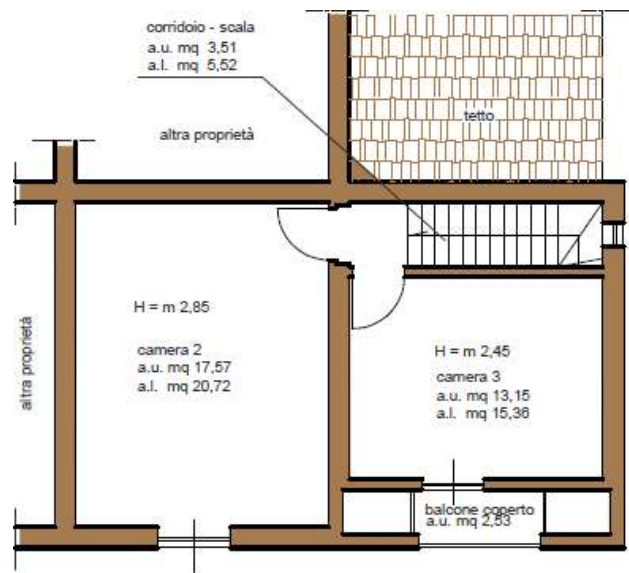 corridoio - scala
a.u. mq 3,51
a.l. mq 5,52
altra proprietà
tetto
altra proprietà
H = m 2,85
camera 2
a.u. mq 17,57
a.l. mq 20,72
H = m 2,45
camera 3
a.u. mq 13,15
a.l. mq 15,36
balcone coperto
a.u. mq 2,53